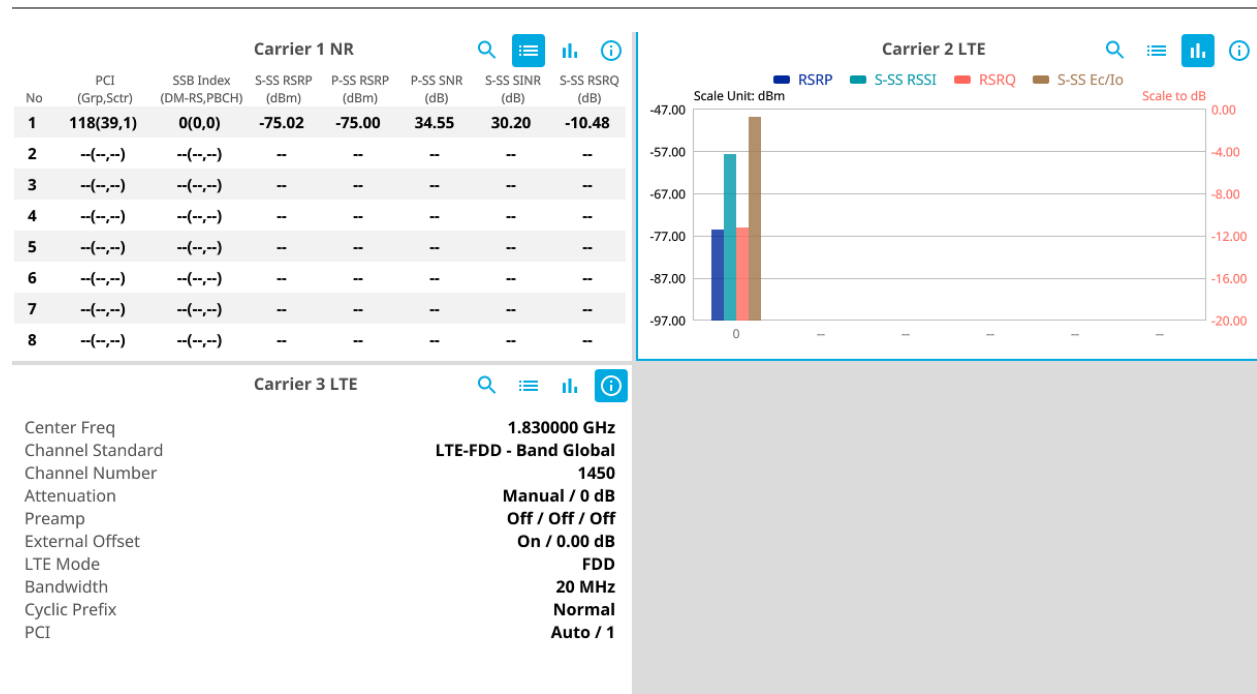 Carrier 1 NR
No PCI (Grp,Sctr) SSB Index (DM-RS,PBCH) S-SS RSRP (dBm) P-SS RSRP (dBm) P-SS SNR (dB) S-SS SINR (dB) S-SS RSRQ (dB)
1 118(39,1) 0(0,0) -75.02 -75.00 34.55 30.20 -10.48
2 --(--,--) --(--,--) -- -- -- -- --
3 --(--,--) --(--,--) -- -- -- -- --
4 --(--,--) --(--,--) -- -- -- -- --
5 --(--,--) --(--,--) -- -- -- -- --
6 --(--,--) --(--,--) -- -- -- -- --
7 --(--,--) --(--,--) -- -- -- -- --
8 --(--,--) --(--,--) -- -- -- -- --
Carrier 2 LTE
RSRP S-SS RSSI RSRQ S-SS Ec/Io
Scale Unit: dBm Scale to dB
-47.00 0.00
-57.00 -4.00
-67.00 -8.00
-77.00 -12.00
-87.00 -16.00
-97.00 -20.00
0 -- -- -- -- --
Carrier 3 LTE
Center Freq 1.830000 GHz
Channel Standard LTE-FDD - Band Global
Channel Number 1450
Attenuation Manual / 0 dB
Preamp Off / Off / Off
External Offset On / 0.00 dB
LTE Mode FDD
Bandwidth 20 MHz
Cyclic Prefix Normal
PCI Auto / 1